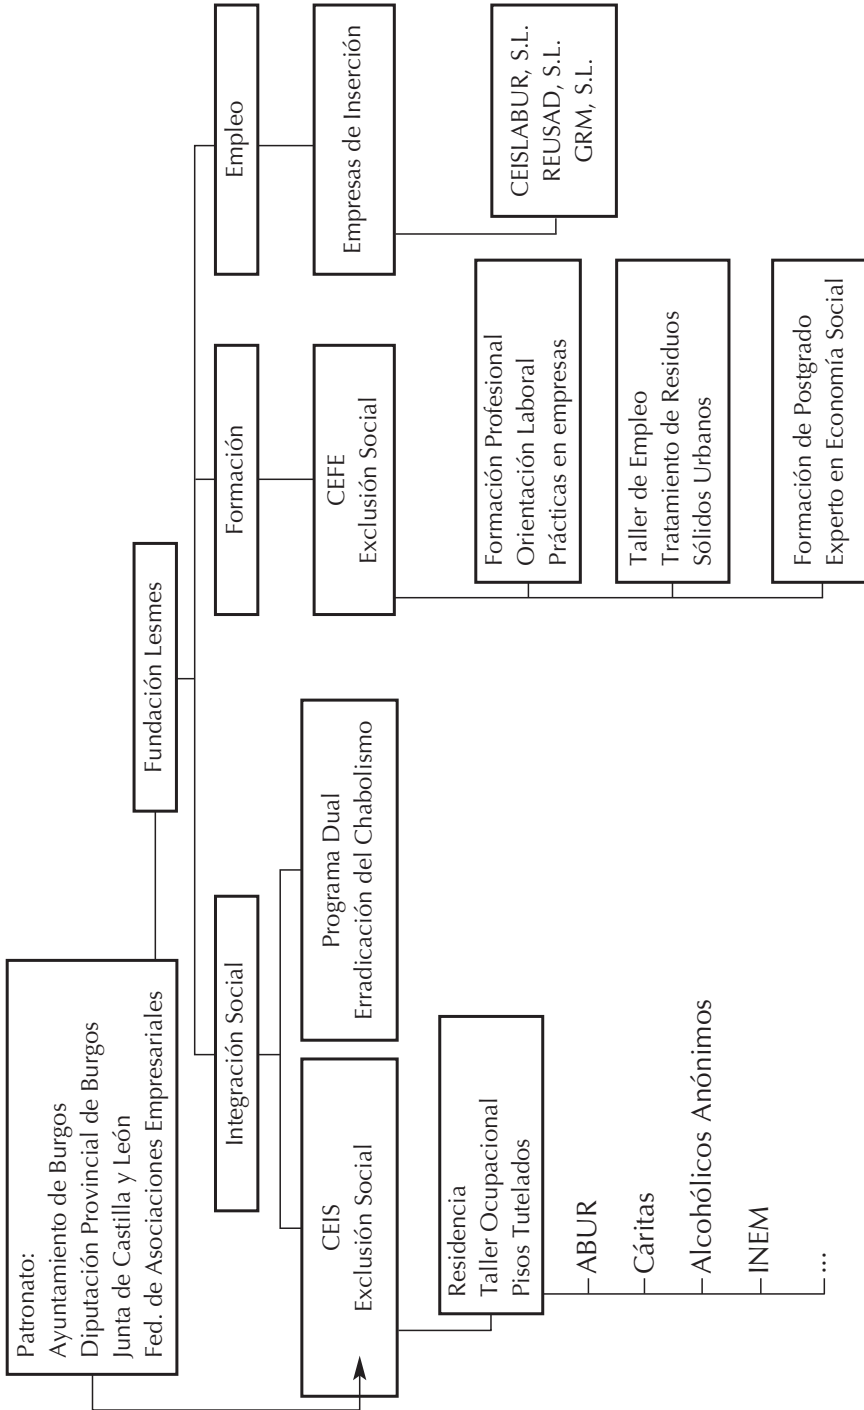 Patronato:
Ayuntamiento de Burgos
Diputación Provincial de Burgos
Junta de Castilla y León
Fed. de Asociaciones Empresariales
Fundación Lesmes
Integración Social
Formación
Empleo
CEIS
Exclusión Social
Programa Dual
Erradicación del Chabolismo
CEFE
Exclusión Social
Empresas de Inserción
Residencia
Taller Ocupacional
Pisos Tutelados
ABUR
Cáritas
Alcohólicos Anónimos
INEM
...
Formación Profesional
Orientación Laboral
Prácticas en empresas
Taller de Empleo
Tratamiento de Residuos
Sólidos Urbanos
Formación de Postgrado
Experto en Economía Social
CEISLABUR, S.L.
REUSAD, S.L.
GRM, S.L.